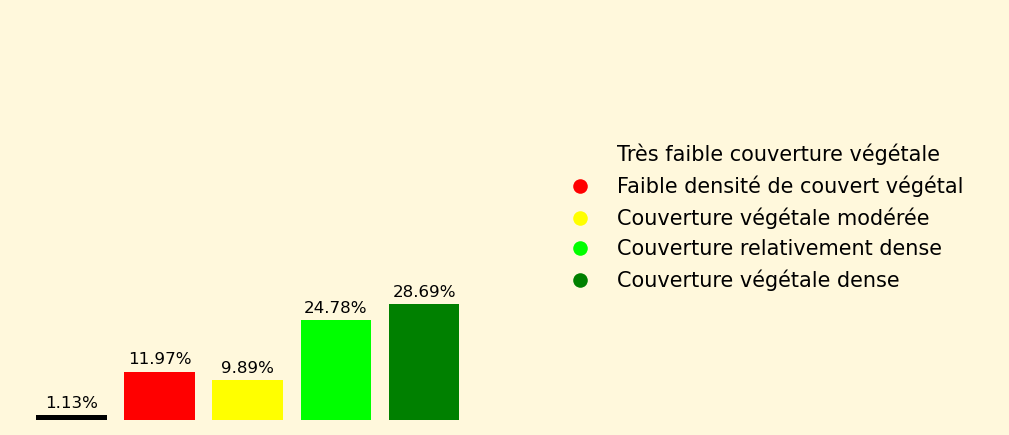 Très faible couverture végétale
Faible densité de couvert végétal
Couverture végétale modérée
Couverture relativement dense
Couverture végétale dense
28.69%
24.78%
11.97%
9.89%
1.13%